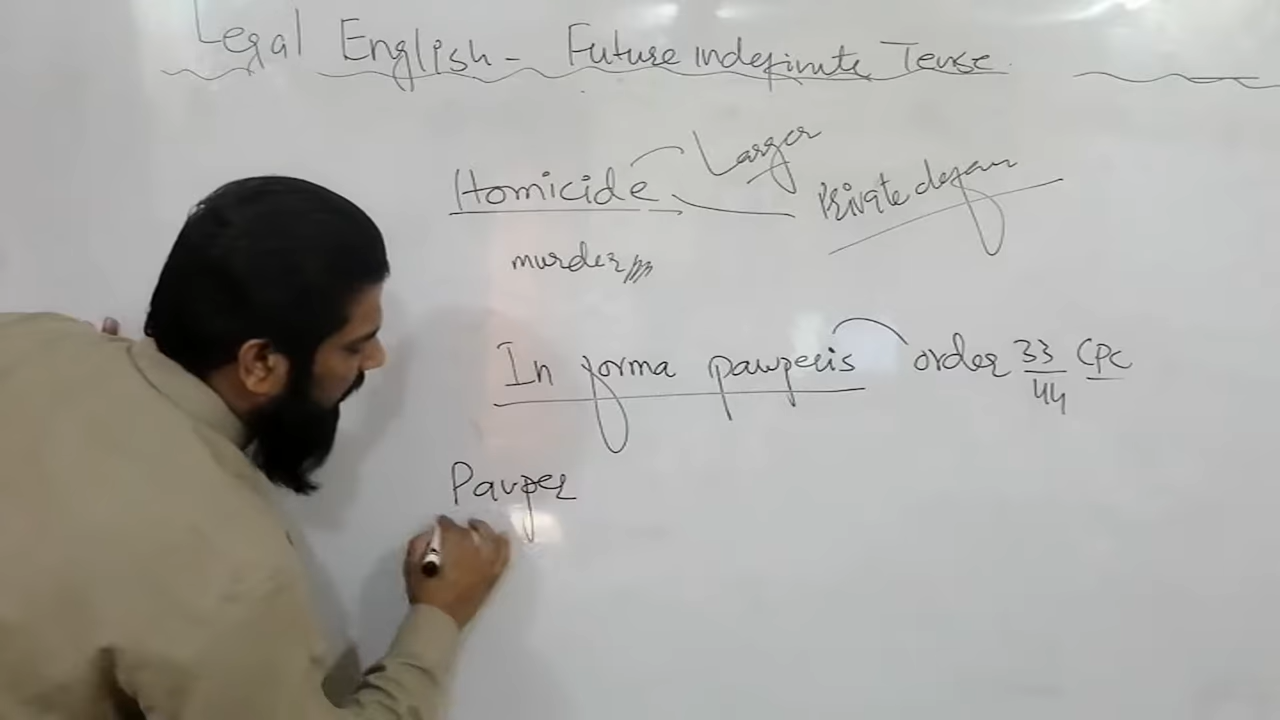 Legal English - Future indefinite Tense
Homicide
Larger
Private defence
murder
In forma pauperis order 33 CPC
44
Pauper